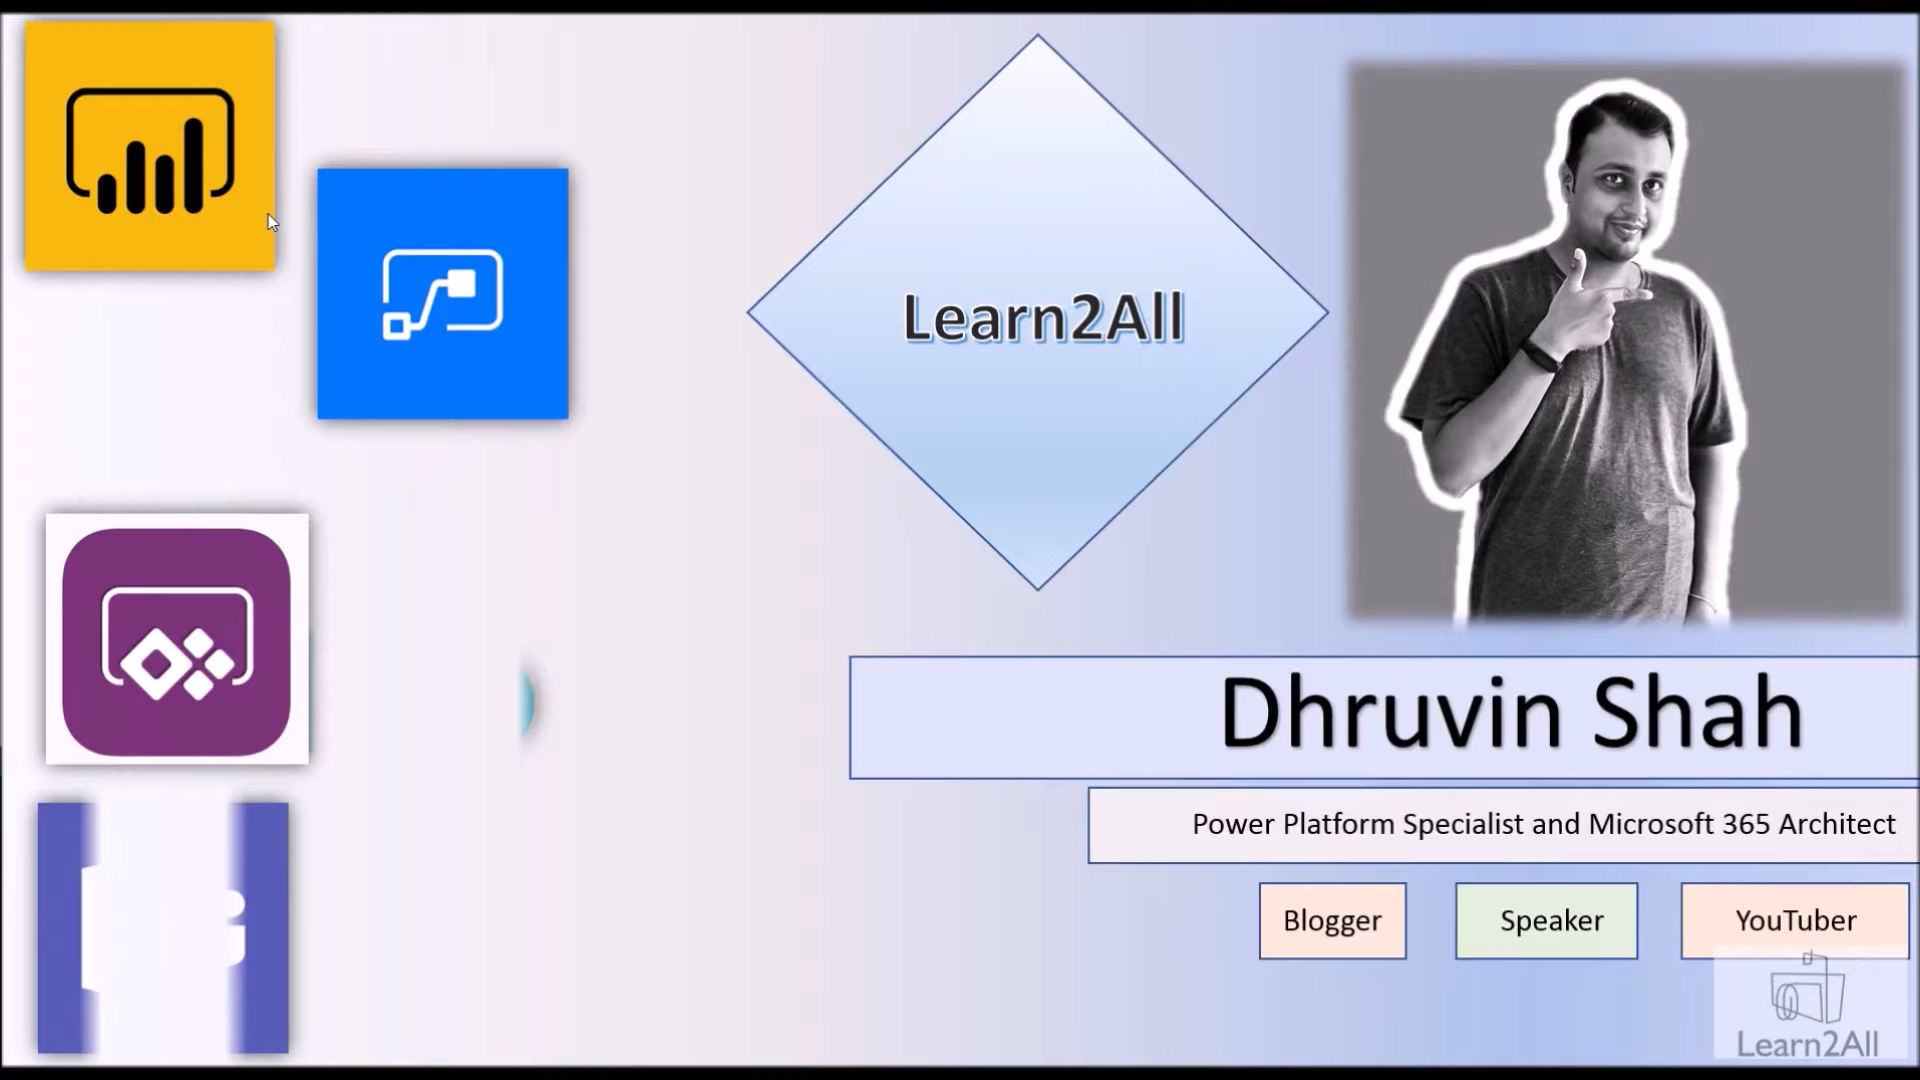 Learn2All
Dhruvin Shah
Power Platform Specialist and Microsoft 365 Architect
Blogger
Speaker
YouTuber
Learn2All